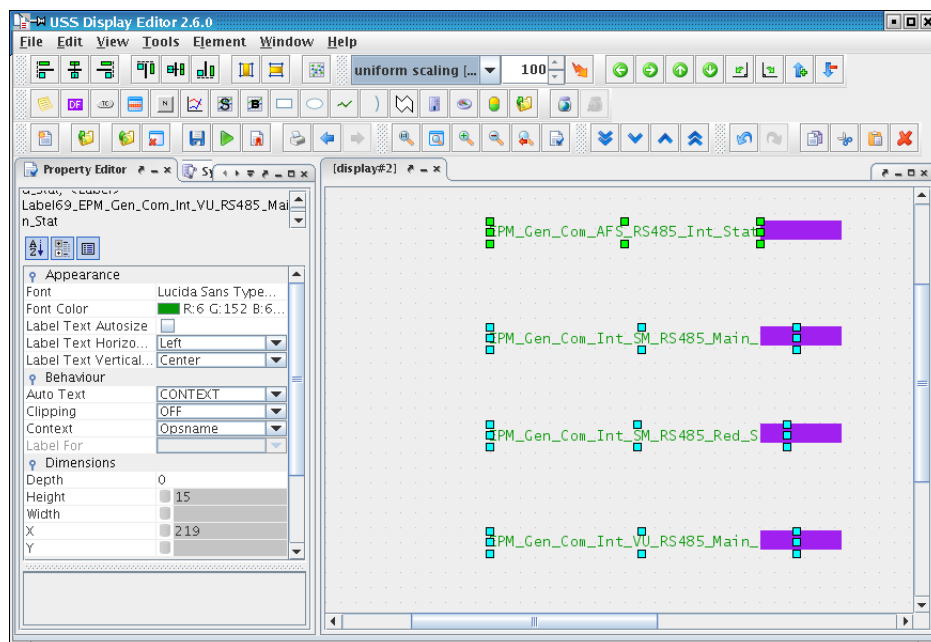 USS Display Editor 2.6.0
File Edit View Tools Element Window Help
uniform scaling [... 100
DF TC N S B
Property Editor Sy [display#2]
Label69_EPM_Gen_Com_Int_VU_RS485_Mai
n_Stat
Appearance
Font Lucida Sans Type...
Font Color R:6 G:152 B:6...
Label Text Autosize
Label Text Horizo... Left
Label Text Vertical... Center
Behaviour
Auto Text CONTEXT
Clipping OFF
Context Opsname
Label For
Dimensions
Depth 0
Height 15
Width
X 219
Y
EPM_Gen_Com_AFS_RS485_Int_Stat
EPM_Gen_Com_Int_SM_RS485_Main_
EPM_Gen_Com_Int_SM_RS485_Red_S
EPM_Gen_Com_Int_VU_RS485_Main_